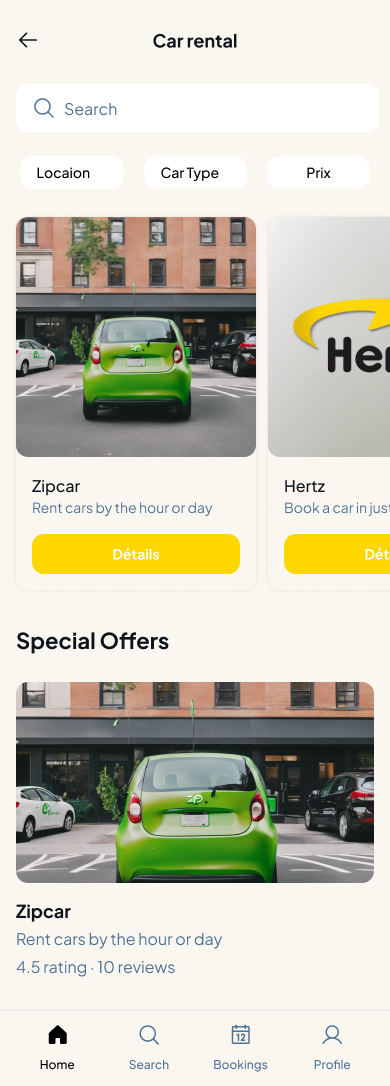 Car rental
Search
Locaion
Car Type
Prix
Zipcar
Rent cars by the hour or day
Détails
Hertz
Book a car in just
Special Offers
Zipcar
Rent cars by the hour or day
4.5 rating · 10 reviews
Home
Search
12
Bookings
Profile